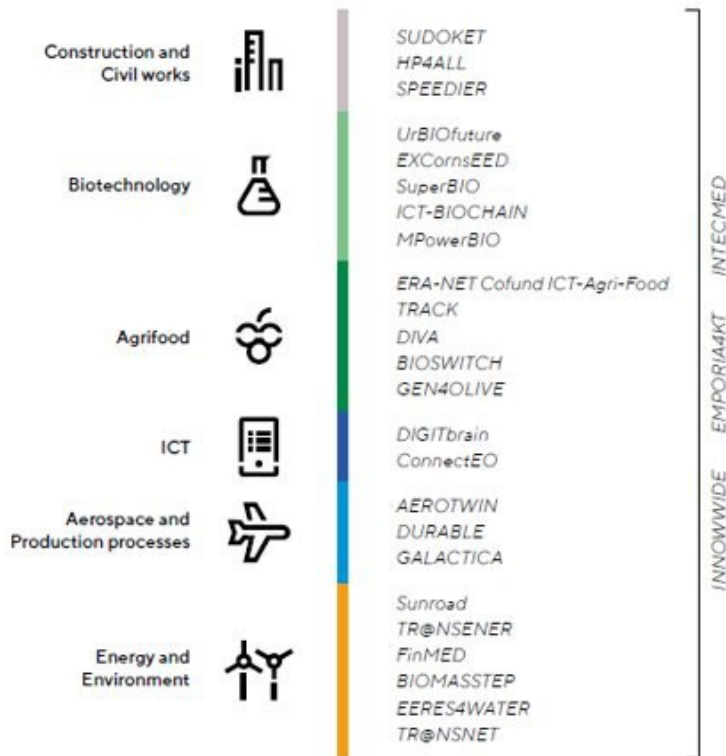 Construction and
Civil works
SUDOKET
HP4ALL
SPEEDIER
Biotechnology
UrBIOfuture
EXCornsEED
SuperBIO
ICT-BIOCHAIN
MPowerBIO
Agrifood
ERA-NET Cofund ICT-Agri-Food
TRACK
DIVA
BIOSWITCH
GEN4OLIVE
ICT
DIGITbrain
ConnectEO
Aerospace and
Production processes
AEROTWIN
DURABLE
GALACTICA
Energy and
Environment
Sunroad
TR@NSENER
FinMED
BIOMASSTEP
EERES4WATER
TR@NSNET
INNOWWIDE EMPORIA4KT INTECMED